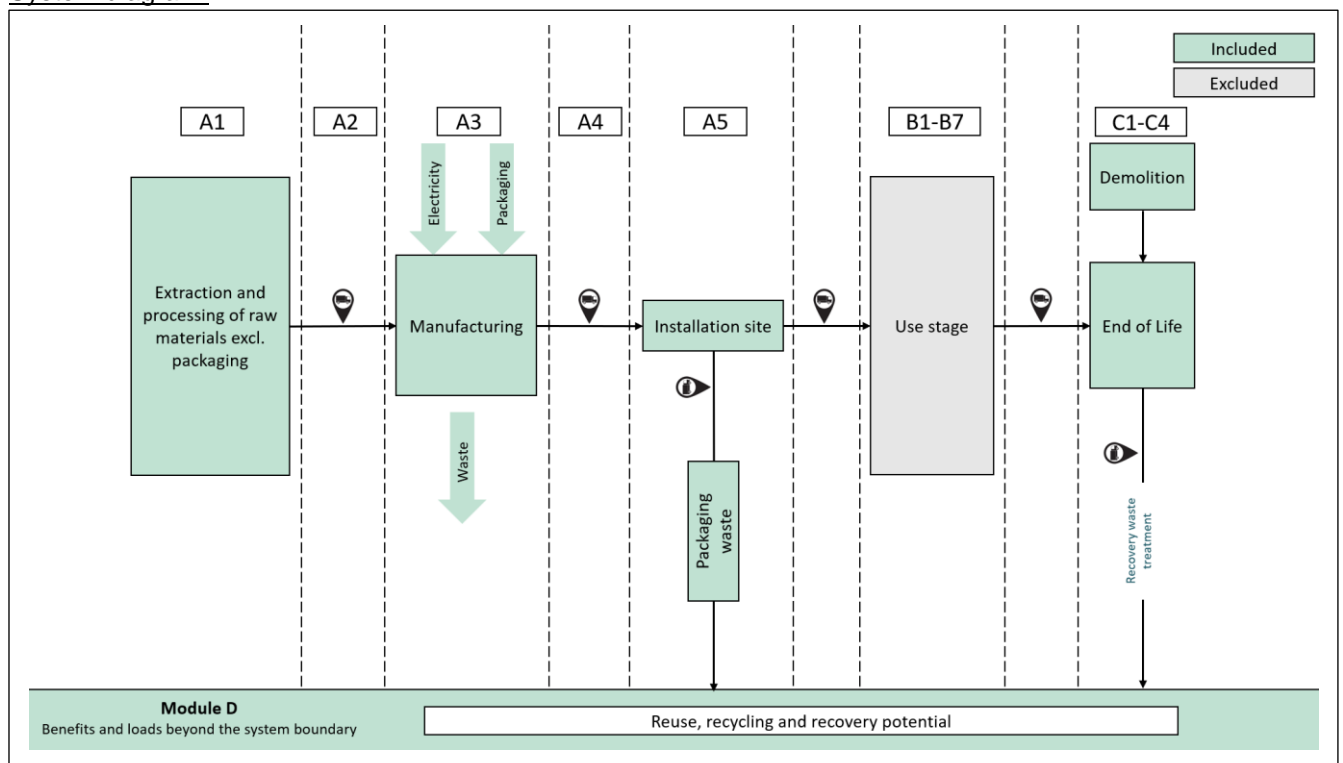 Included
Excluded
A1
A2
A3
A4
A5
B1-B7
C1-C4
Electricity
Packaging
Demolition
Extraction and
processing of raw
materials excl.
packaging
Manufacturing
Installation site
Use stage
End of Life
Waste
Packaging
waste
Recovery waste
treatment
Module D
Benefits and loads beyond the system boundary
Reuse, recycling and recovery potential